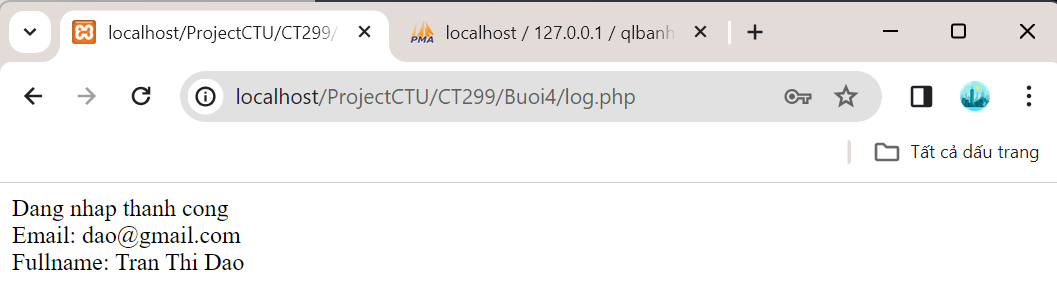 localhost/ProjectCTU/CT299/
PMA
localhost / 127.0.0.1 / qlbanh
localhost/ProjectCTU/CT299/Buoi4/log.php
Tất cả dấu trang
Dang nhap thanh cong
Email: dao@gmail.com
Fullname: Tran Thi Dao